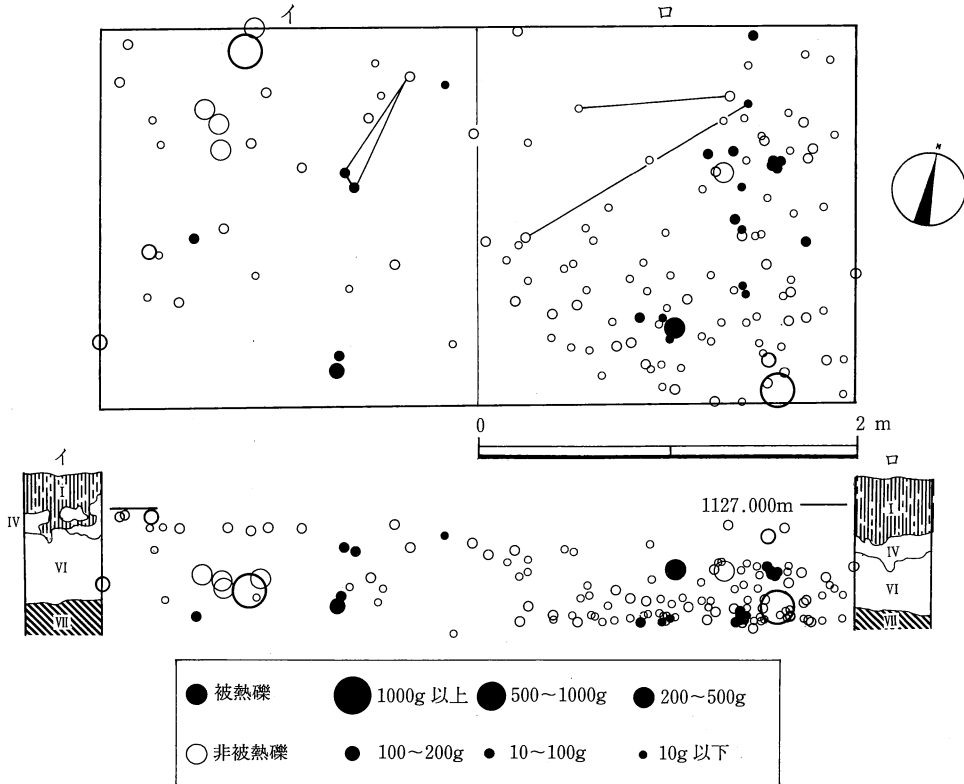 イ ロ
N
0 2 m
イ ロ
I 1127.000m I
IV IV
VI VI
VII VII
被熱礫 1000g 以上 500〜1000g 200〜500g
非被熱礫 100〜200g 10〜100g 10g 以下